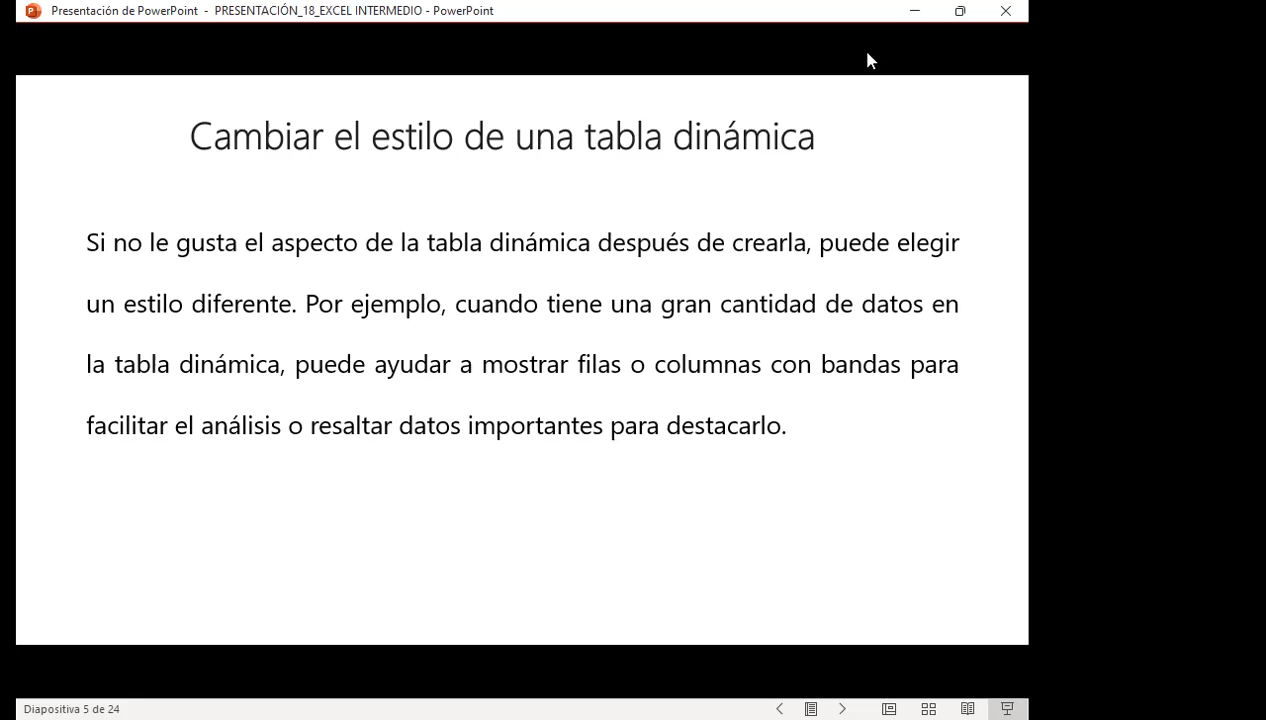 Presentación de PowerPoint - PRESENTACIÓN_18_EXCEL INTERMEDIO - PowerPoint
Cambiar el estilo de una tabla dinámica
Si no le gusta el aspecto de la tabla dinámica después de crearla, puede elegir
un estilo diferente. Por ejemplo, cuando tiene una gran cantidad de datos en
la tabla dinámica, puede ayudar a mostrar filas o columnas con bandas para
facilitar el análisis o resaltar datos importantes para destacarlo.
Diapositiva 5 de 24